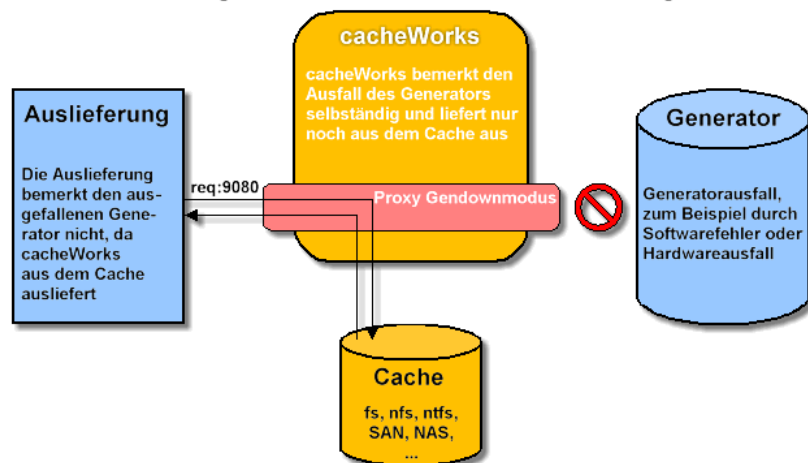 cacheWorks
cacheWorks bemerkt den
Ausfall des Generators
selbständig und liefert nur
noch aus dem Cache aus
Auslieferung
Die Auslieferung
bemerkt den aus-
gefallenen Gene-
rator nicht, da
cacheWorks
aus dem Cache
ausliefert
req:9080
Proxy Gendownmodus
Generator
Generatorausfall,
zum Beispiel durch
Softwarefehler oder
Hardwareausfall
Cache
fs, nfs, ntfs,
SAN, NAS,
...